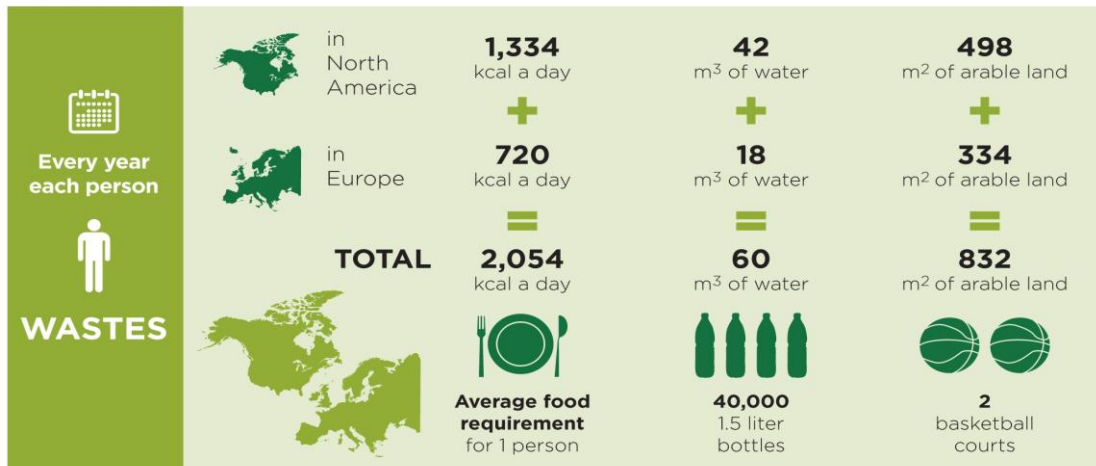 Every year
each person
WASTES
in
North
America
1,334
kcal a day
42
m³ of water
498
m² of arable land
+
+
+
in
Europe
720
kcal a day
18
m³ of water
334
m² of arable land
=
=
=
TOTAL
2,054
kcal a day
60
m³ of water
832
m² of arable land
Average food
requirement
for 1 person
40,000
1.5 liter
bottles
2
basketball
courts